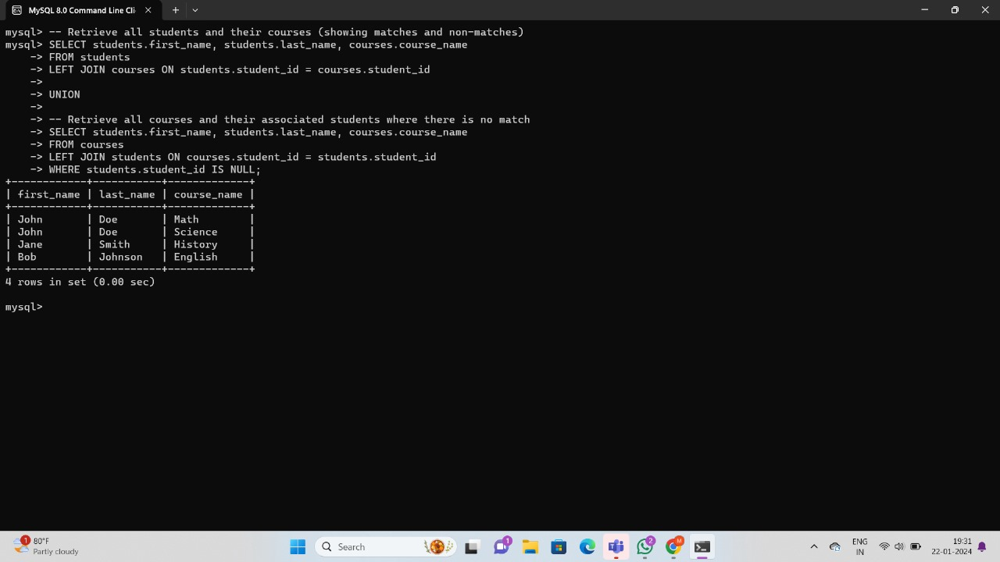 MySQL 8.0 Command Line Cli
mysql> -- Retrieve all students and their courses (showing matches and non-matches)
mysql> SELECT students.first_name, students.last_name, courses.course_name
    -> FROM students
    -> LEFT JOIN courses ON students.student_id = courses.student_id
    ->
    -> UNION
    ->
    -> -- Retrieve all courses and their associated students where there is no match
    -> SELECT students.first_name, students.last_name, courses.course_name
    -> FROM courses
    -> LEFT JOIN students ON courses.student_id = students.student_id
    -> WHERE students.student_id IS NULL;
+------------+-----------+-------------+
| first_name | last_name | course_name |
+------------+-----------+-------------+
| John       | Doe       | Math        |
| John       | Doe       | Science     |
| Jane       | Smith     | History     |
| Bob        | Johnson   | English     |
+------------+-----------+-------------+
4 rows in set (0.00 sec)
mysql>
1
80°F
Partly cloudy
Search
1
2
M
ENG
IN
19:31
22-01-2024